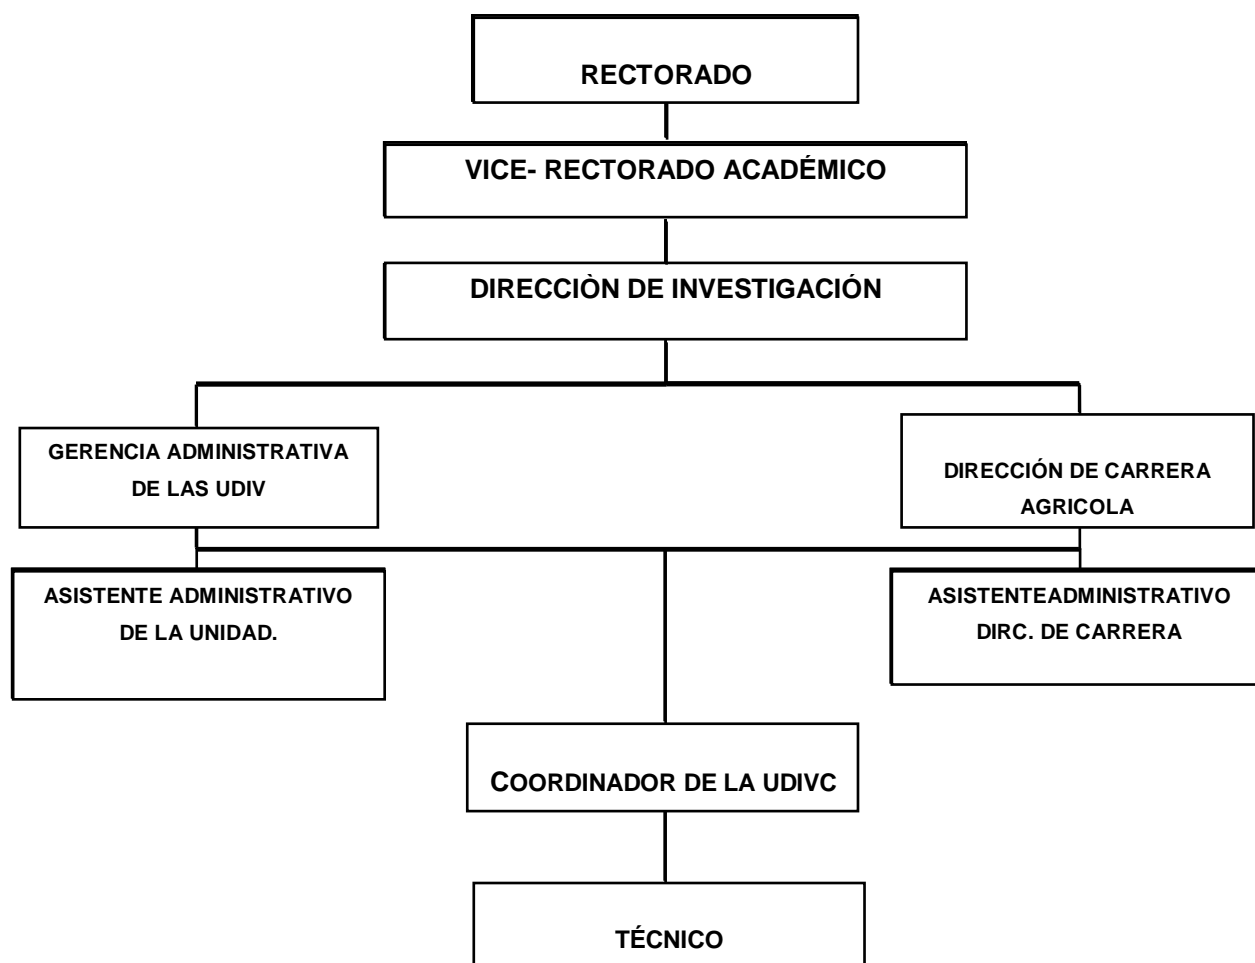 RECTORADO
VICE- RECTORADO ACADÉMICO
DIRECCIÒN DE INVESTIGACIÓN
GERENCIA ADMINISTRATIVA
DE LAS UDIV
DIRECCIÓN DE CARRERA
AGRICOLA
ASISTENTE ADMINISTRATIVO
DE LA UNIDAD.
ASISTENTEADMINISTRATIVO
DIRC. DE CARRERA
COORDINADOR DE LA UDIVC
TÉCNICO